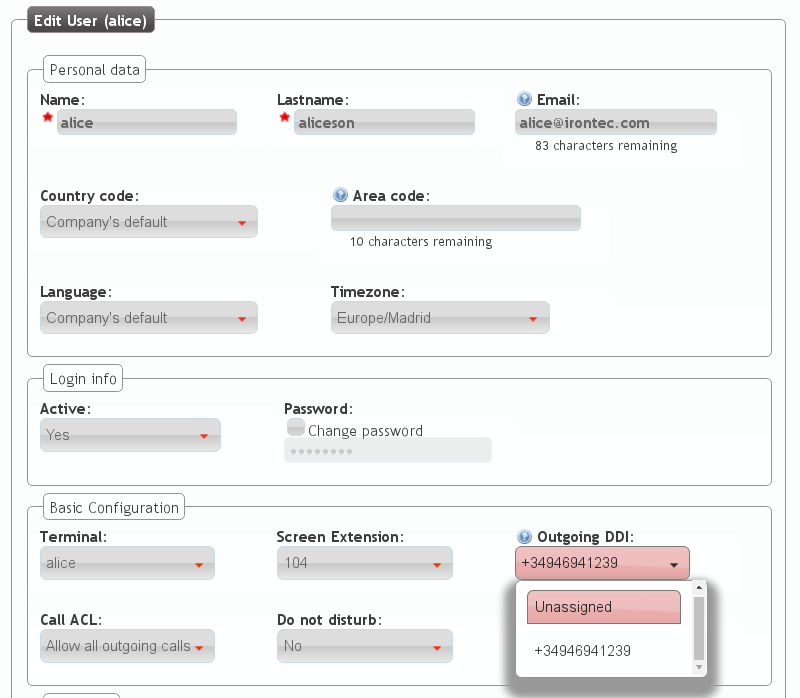 Edit User (alice)
Personal data
Name: Lastname: Email:
alice aliceson alice@irontec.com
83 characters remaining
Country code: Area code:
Company's default
10 characters remaining
Language: Timezone:
Company's default Europe/Madrid
Login info
Active: Password:
Yes Change password
Basic Configuration
Terminal: Screen Extension: Outgoing DDI:
alice 104 +34946941239
Unassigned
Call ACL: Do not disturb:
Allow all outgoing calls No +34946941239